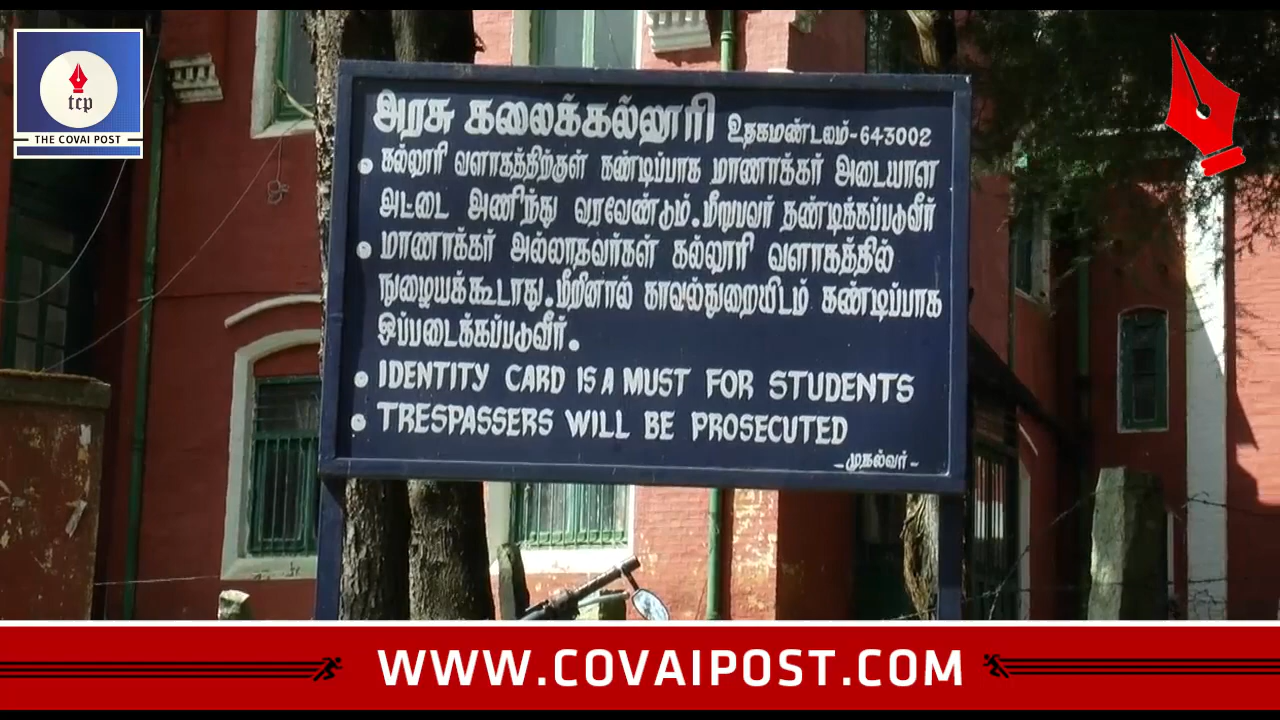 tcp
THE COVAI POST
அரசு கலைக்கல்லூரி உதகமண்டலம்-643002
• கல்லூரி வளாகத்திற்குள் கண்டிப்பாக மாணாக்கர் அடையாள
அட்டை அணிந்து வரவேண்டும். மீறுபவர் தண்டிக்கப்படுவீர்
• மாணாக்கர் அல்லாதவர்கள் கல்லூரி வளாகத்தில்
நுழையக்கூடாது. மீறினால் காவல்துறையிடம் கண்டிப்பாக
ஒப்படைக்கப்படுவீர்.
• IDENTITY CARD IS A MUST FOR STUDENTS
• TRESPASSERS WILL BE PROSECUTED
-முதல்வர்-
WWW.COVAIPOST.COM